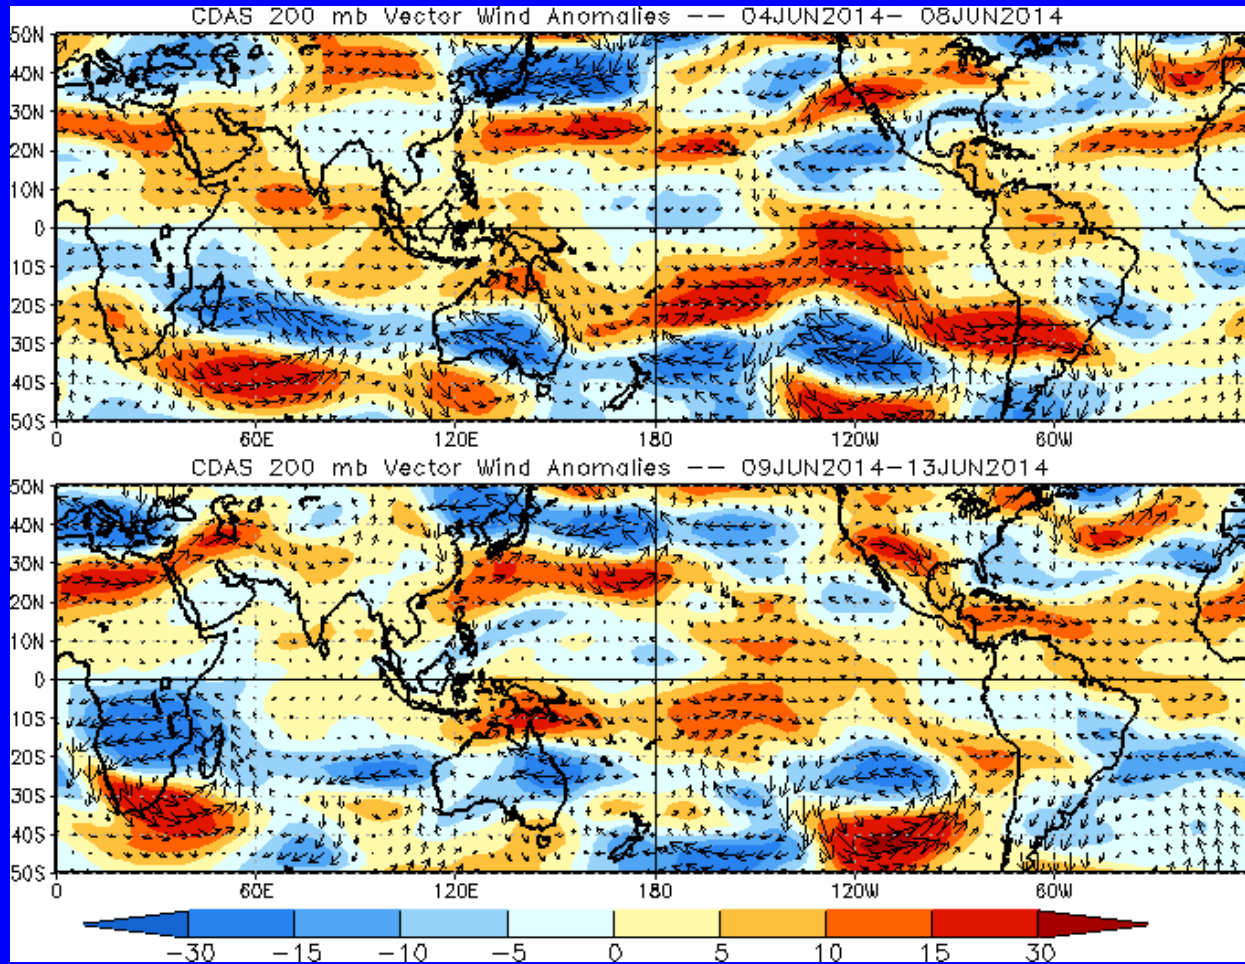 CDAS 200 mb Vector Wind Anomalies -- 04JUN2014- 08JUN2014
50N
40N
30N
20N
10N
0
10S
20S
30S
40S
50S
0 60E 120E 180 120W 60W
CDAS 200 mb Vector Wind Anomalies -- 09JUN2014-13JUN2014
50N
40N
30N
20N
10N
0
10S
20S
30S
40S
50S
0 60E 120E 180 120W 60W
-30 -15 -10 -5 0 5 10 15 30